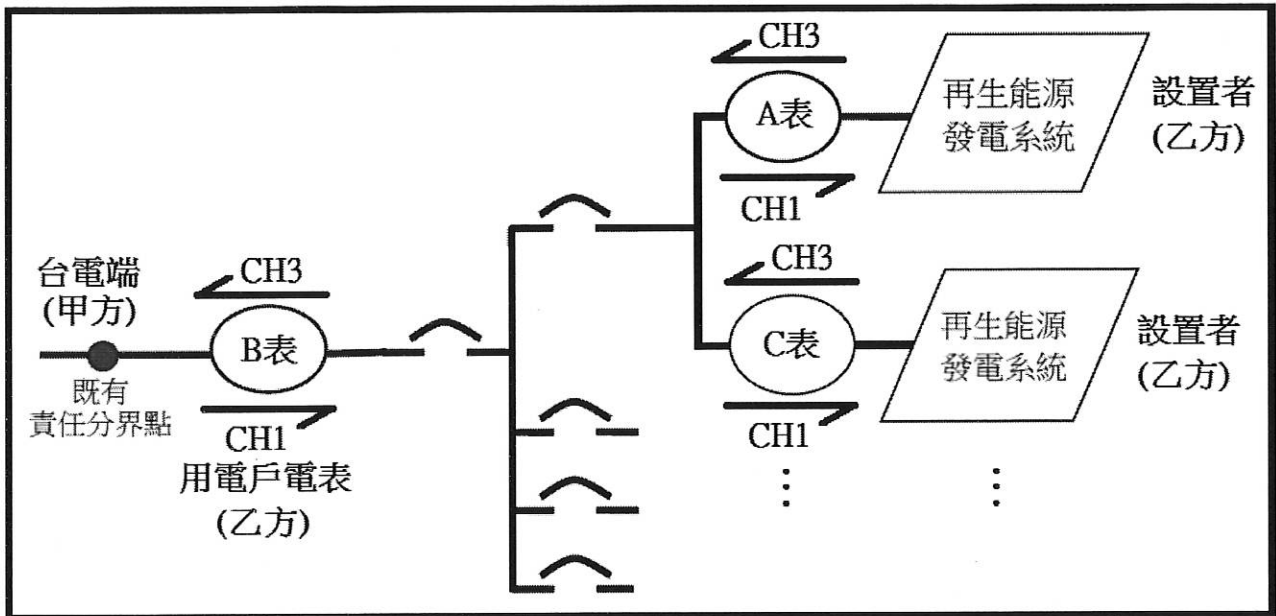 CH3
A表
CH1
再生能源
發電系統
設置者
(乙方)
台電端
(甲方)
既有
責任分界點
CH3
B表
CH1
用電戶電表
(乙方)
CH3
C表
CH1
再生能源
發電系統
設置者
(乙方)